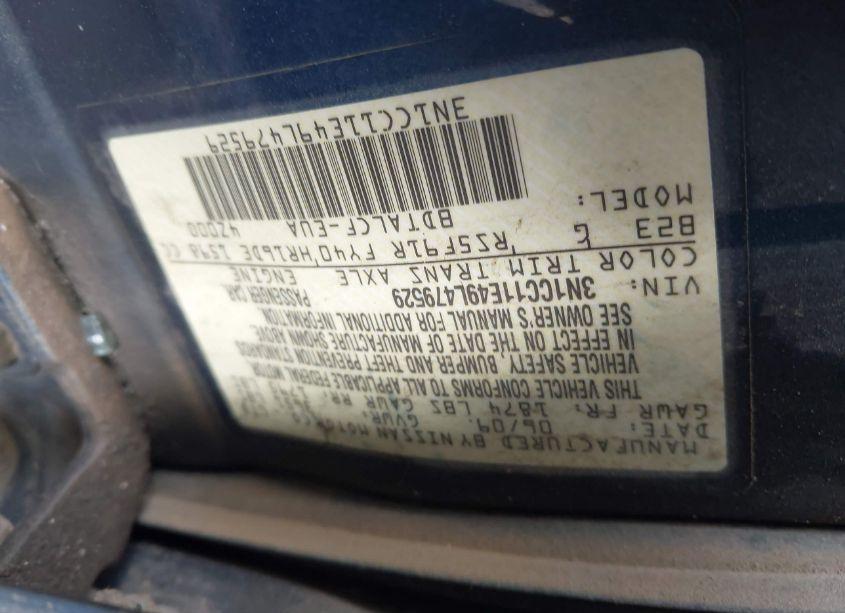 MANUFACTURED BY NISSAN MOTOR CO
DATE: 06/09. GVWR:
GAWR FR: 1874 LBS GAWR RR:
THIS VEHICLE CONFORMS TO ALL APPLICABLE FEDERAL MOTOR
VEHICLE SAFETY, BUMPER AND THEFT PREVENTION STANDARDS
IN EFFECT ON THE DATE OF MANUFACTURE SHOWN ABOVE.
SEE OWNER'S MANUAL FOR ADDITIONAL INFORMATION.
VIN: 3N1CC11E49L479529 PASSENGER CAR
COLOR TRIM TRANS AXLE ENGINE
B23 G RS5F91R FY40 HR16DE 1598 CC
MODEL: BDTALCF-EUA 42000
3N1CC11E49L479529